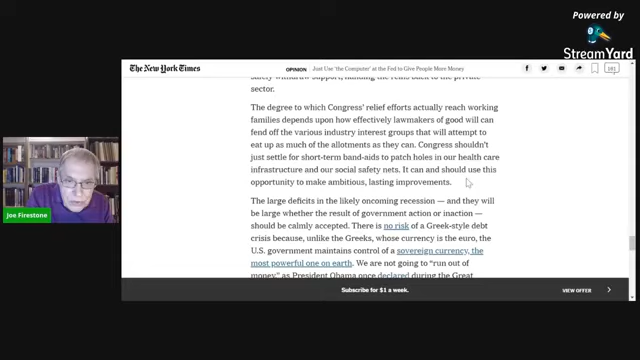 Powered by
StreamYard
The New York Times
OPINION
Just Use 'the Computer' at the Fed to Give People More Money
181
safely withdraw support, handing the reins back to the private
sector.
The degree to which Congress' relief efforts actually reach working
families depends upon how effectively lawmakers of good will can
fend off the various industry interest groups that will attempt to
eat up as much of the allotments as they can. Congress shouldn't
just settle for short-term band-aids to patch holes in our health care
infrastructure and our social safety nets. It can and should use this
opportunity to make ambitious, lasting improvements.
The large deficits in the likely oncoming recession — and they will
be large whether the result of government action or inaction —
should be calmly accepted. There is no risk of a Greek-style debt
crisis because, unlike the Greeks, whose currency is the euro, the
U.S. government maintains control of a sovereign currency, the
most powerful one on earth. We are not going to "run out of
money," as President Obama once declared during the Great
Joe Firestone
Subscribe for $1 a week.
VIEW OFFER